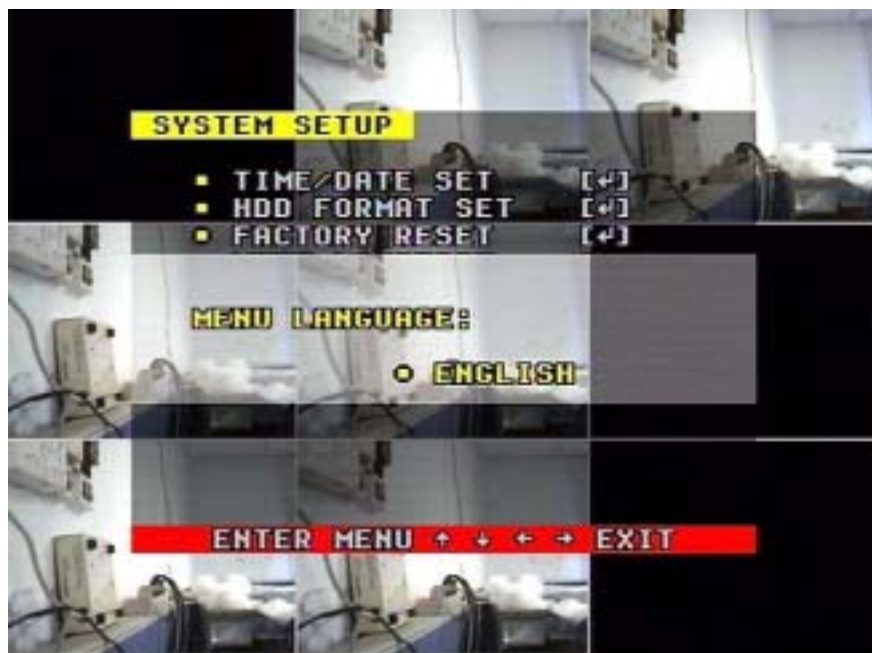 SYSTEM SETUP
TIME/DATE SET [↵]
HDD FORMAT SET [↵]
FACTORY RESET [↵]
MENU LANGUAGE:
ENGLISH
ENTER MENU ↑ ↓ ← → EXIT